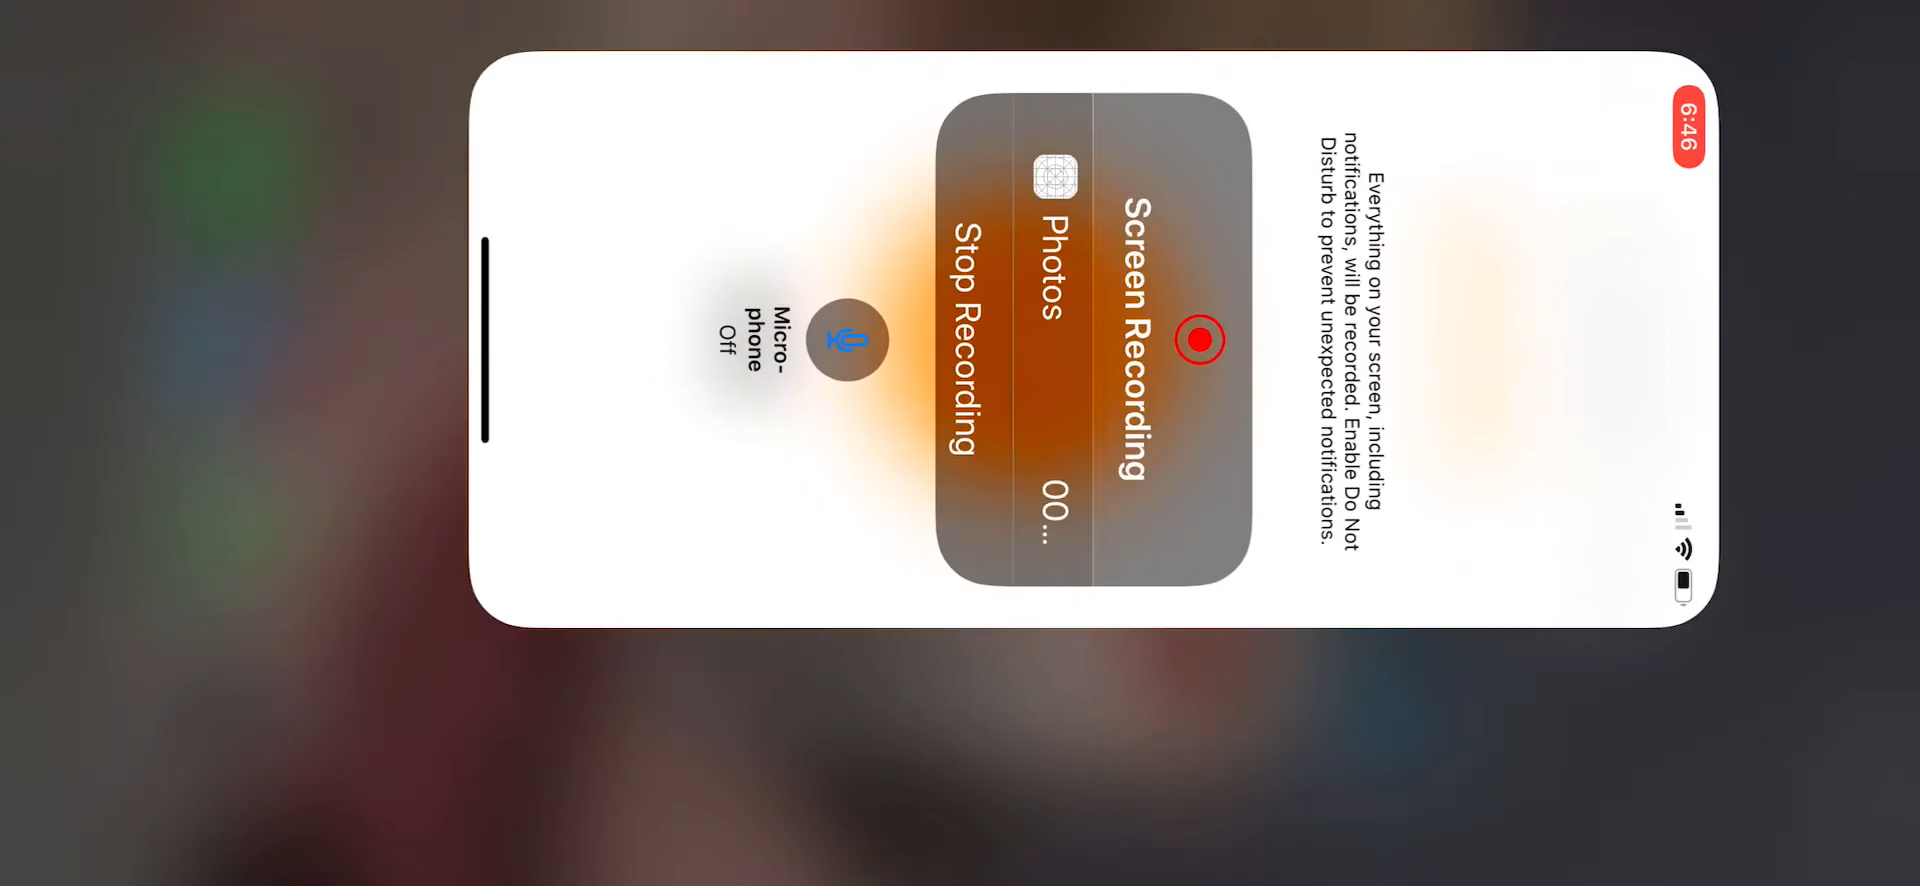 6:46
Everything on your screen, including
notifications, will be recorded. Enable Do Not
Disturb to prevent unexpected notifications.
Screen Recording
Photos 00...
Stop Recording
Micro-
phone
Off